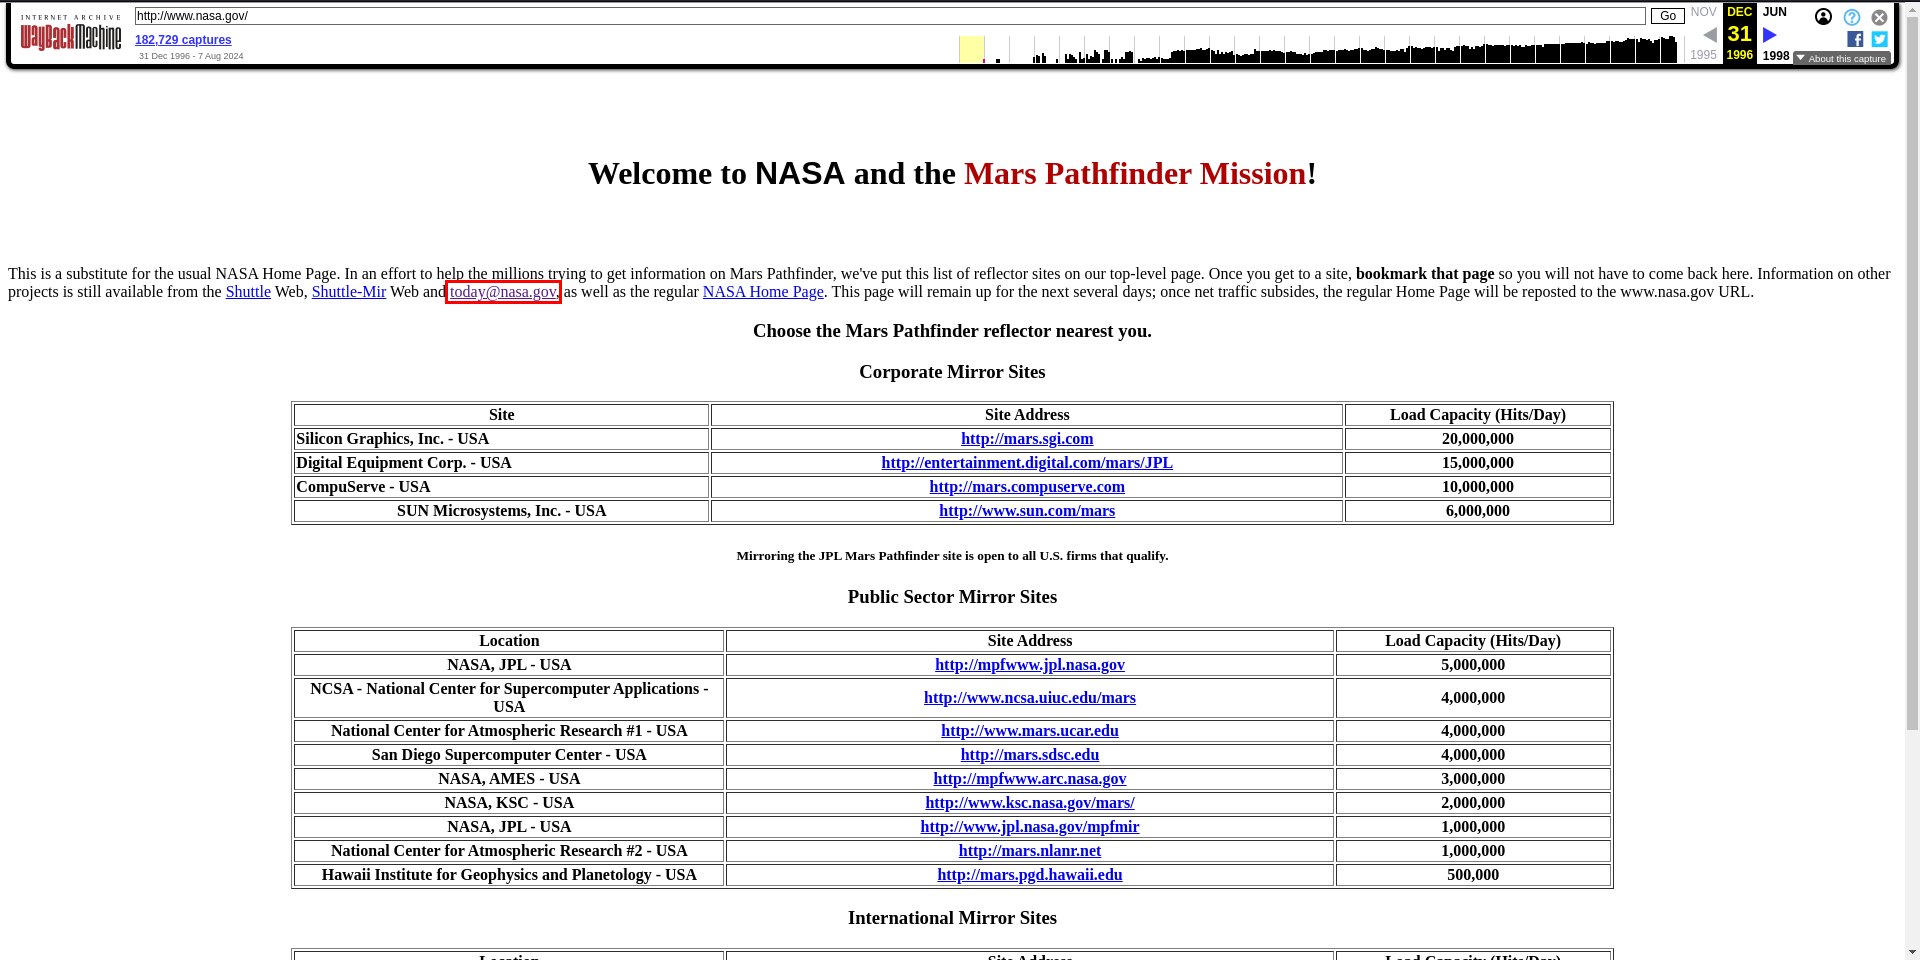 INTERNET ARCHIVE
WayBackMachine
http://www.nasa.gov/
Go
NOV DEC JUN
182,729 captures
31
31 Dec 1996 - 7 Aug 2024
1995 1996 1998
About this capture
Welcome to NASA and the Mars Pathfinder Mission!
This is a substitute for the usual NASA Home Page. In an effort to help the millions trying to get information on Mars Pathfinder, we've put this list of reflector sites on our top-level page. Once you get to a site, bookmark that page so you will not have to come back here. Information on other
projects is still available from the Shuttle Web, Shuttle-Mir Web and today@nasa.gov, as well as the regular NASA Home Page. This page will remain up for the next several days; once net traffic subsides, the regular Home Page will be reposted to the www.nasa.gov URL.
Choose the Mars Pathfinder reflector nearest you.
Corporate Mirror Sites
Site Site Address Load Capacity (Hits/Day)
Silicon Graphics, Inc. - USA http://mars.sgi.com 20,000,000
Digital Equipment Corp. - USA http://entertainment.digital.com/mars/JPL 15,000,000
CompuServe - USA http://mars.compuserve.com 10,000,000
SUN Microsystems, Inc. - USA http://www.sun.com/mars 6,000,000
Mirroring the JPL Mars Pathfinder site is open to all U.S. firms that qualify.
Public Sector Mirror Sites
Location Site Address Load Capacity (Hits/Day)
NASA, JPL - USA http://mpfwww.jpl.nasa.gov 5,000,000
NCSA - National Center for Supercomputer Applications -
USA http://www.ncsa.uiuc.edu/mars 4,000,000
National Center for Atmospheric Research #1 - USA http://www.mars.ucar.edu 4,000,000
San Diego Supercomputer Center - USA http://mars.sdsc.edu 4,000,000
NASA, AMES - USA http://mpfwww.arc.nasa.gov 3,000,000
NASA, KSC - USA http://www.ksc.nasa.gov/mars/ 2,000,000
NASA, JPL - USA http://www.jpl.nasa.gov/mpfmir 1,000,000
National Center for Atmospheric Research #2 - USA http://mars.nlanr.net 1,000,000
Hawaii Institute for Geophysics and Planetology - USA http://mars.pgd.hawaii.edu 500,000
International Mirror Sites
Location Site Address Load Capacity (Hits/Day)